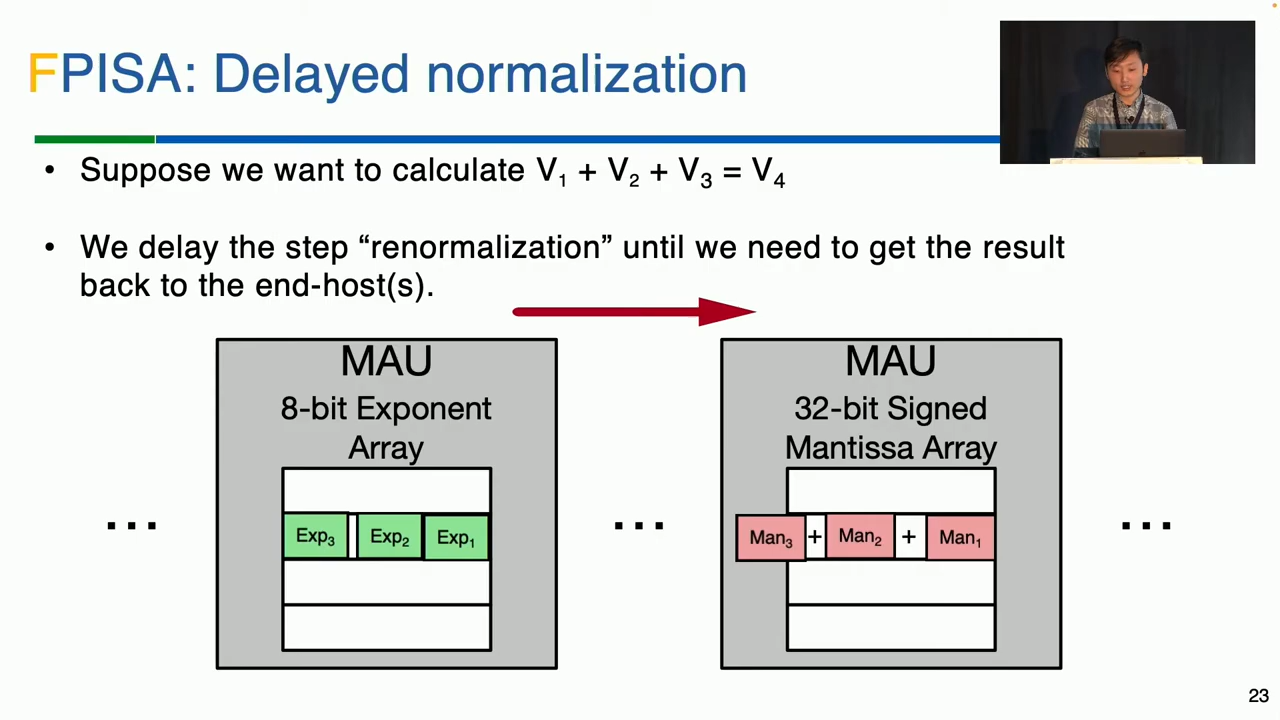 FPISA: Delayed normalization
• Suppose we want to calculate V₁ + V₂ + V₃ = V₄
• We delay the step “renormalization” until we need to get the result
back to the end-host(s).
MAU
8-bit Exponent
Array
Exp₃ Exp₂ Exp₁
MAU
32-bit Signed
Mantissa Array
Man₃ + Man₂ + Man₁
... ... ...
23